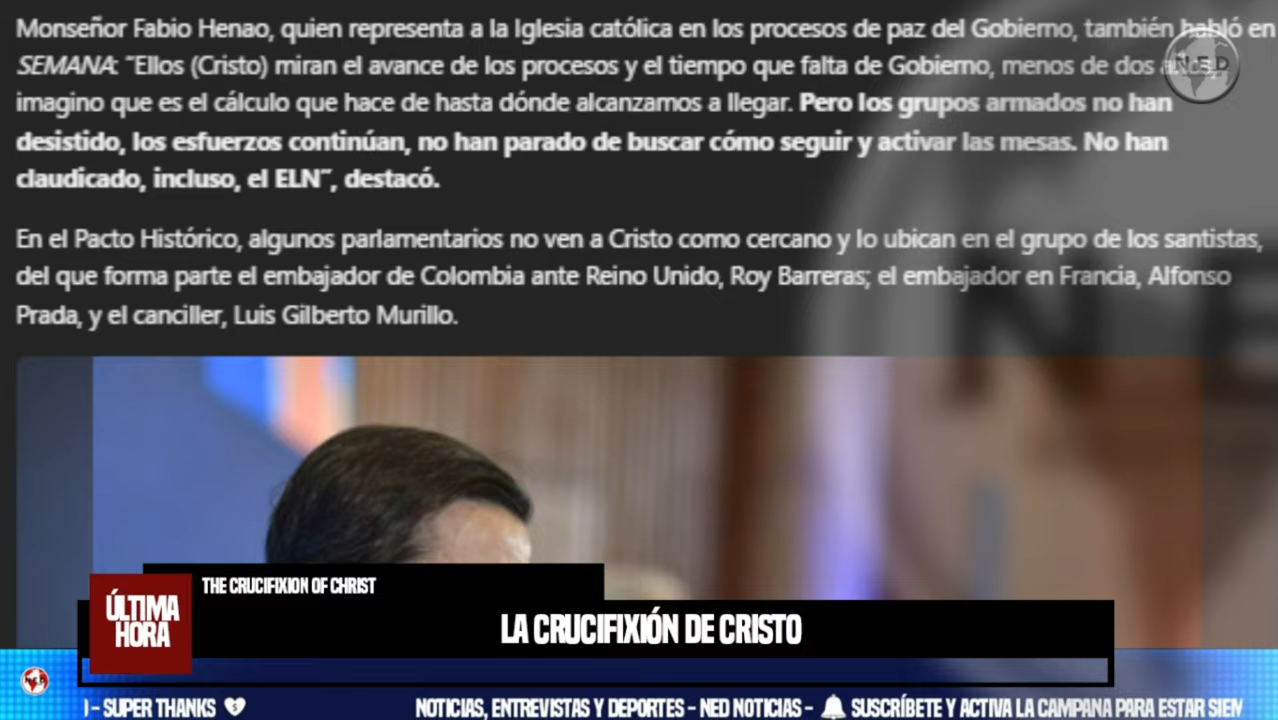 Monseñor Fabio Henao, quien representa a la Iglesia católica en los procesos de paz del Gobierno, también habló en
SEMANA: "Ellos (Cristo) miran el avance de los procesos y el tiempo que falta de Gobierno, menos de dos
imagino que es el cálculo que hace de hasta dónde alcanzamos a llegar. Pero los grupos armados no han
desistido, los esfuerzos continúan, no han parado de buscar cómo seguir y activar las mesas. No han
claudicado, incluso, el ELN", destacó.
En el Pacto Histórico, algunos parlamentarios no ven a Cristo como cercano y lo ubican en el grupo de los santistas,
del que forma parte el embajador de Colombia ante Reino Unido, Roy Barreras; el embajador en Francia, Alfonso
Prada, y el canciller, Luis Gilberto Murillo.
NED
THE CRUCIFIXION OF CHRIST
ÚLTIMA
HORA
LA CRUCIFIXIÓN DE CRISTO
) - SUPER THANKS
NOTICIAS, ENTREVISTAS Y DEPORTES - NED NOTICIAS - SUSCRÍBETE Y ACTIVA LA CAMPANA PARA ESTAR SIEM